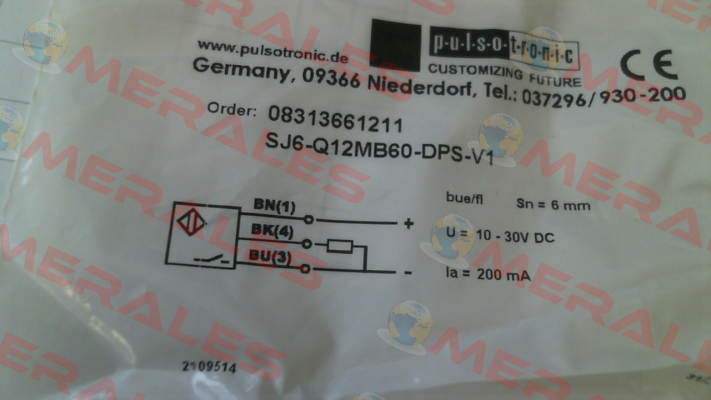 www.pulsotronic.de
p-u-l-s-o-t-r-o-n-i-c
CUSTOMIZING FUTURE
CE
Germany, 09366 Niederdorf, Tel.: 037296/930-200
Order: 08313661211
SJ6-Q12MB60-DPS-V1
BN(1)
+
BK(4)
BU(3)
-
bue/fl Sn = 6 mm
U = 10 - 30V DC
Ia = 200 mA
2109514
MERALES
MERALES
MERALES
MERALES
MERALES
MERALES